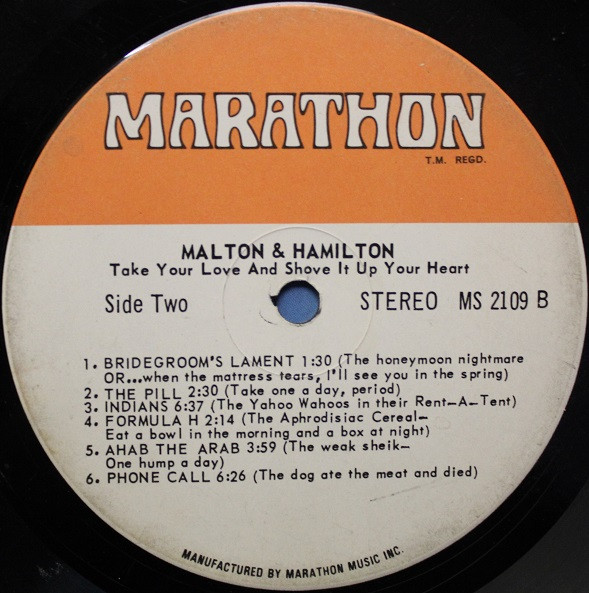 MARATHON
T.M. REGD.
MALTON & HAMILTON
Take Your Love And Shove It Up Your Heart
Side Two STEREO MS 2109 B
1. BRIDEGROOM'S LAMENT 1:30 (The honeymoon nightmare
OR...when the mattress tears, I'll see you in the spring)
2. THE PILL 2:30 (Take one a day, period)
3. INDIANS 6:37 (The Yahoo Wahoos in their Rent-A-Tent)
4. FORMULA H 2:14 (The Aphrodisiac Cereal-
Eat a bowl in the morning and a box at night)
5. AHAB THE ARAB 3:59 (The weak sheik-
One hump a day)
6. PHONE CALL 6:26 (The dog ate the meat and died)
MANUFACTURED BY MARATHON MUSIC INC.